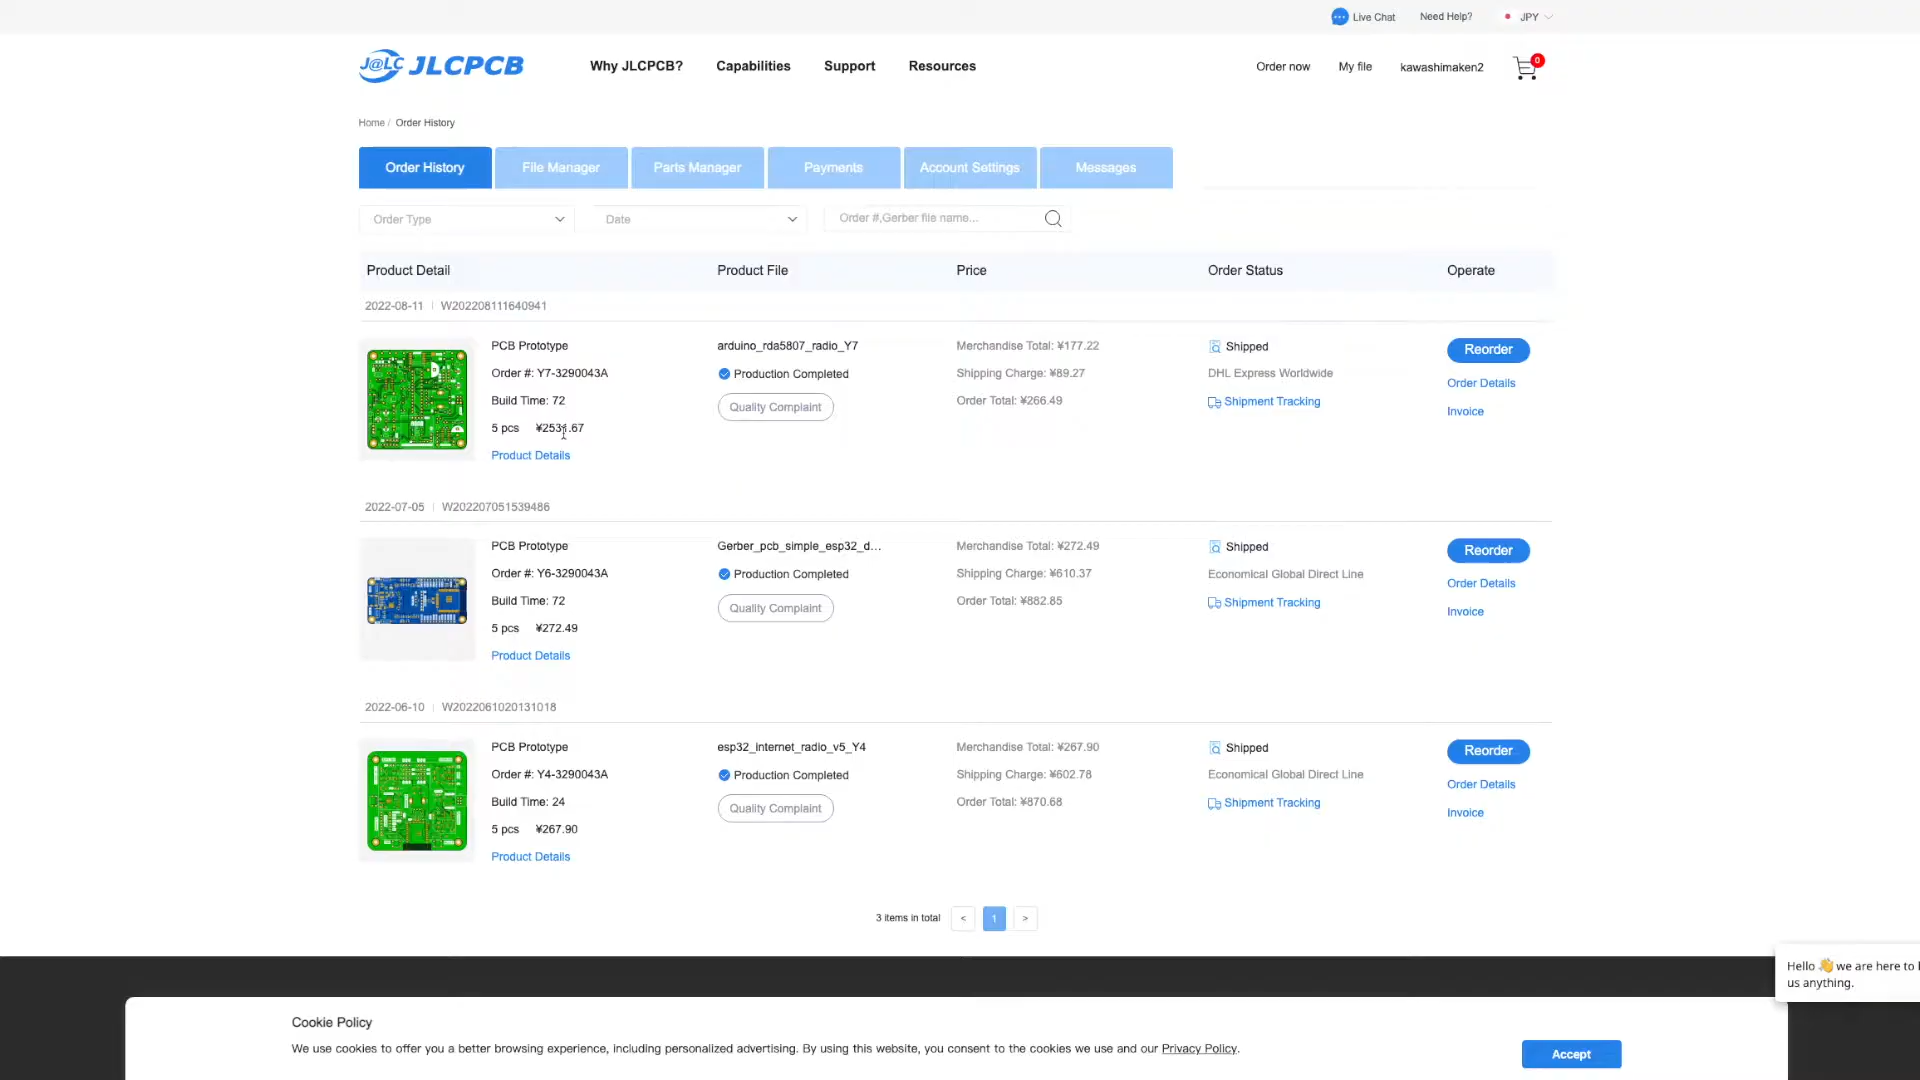 Live Chat Need Help? JPY
J@LC JLCPCB Why JLCPCB? Capabilities Support Resources Order now My file kawashimaken2 0
Home / Order History
Order History File Manager Parts Manager Payments Account Settings Messages
Order Type Date Order #,Gerber file name...
Product Detail Product File Price Order Status Operate
2022-08-11 W202208111640941
PCB Prototype arduino_rda5807_radio_Y7 Merchandise Total: ¥177.22 Shipped Reorder
Order #: Y7-3290043A Production Completed Shipping Charge: ¥89.27 DHL Express Worldwide Order Details
Build Time: 72 Quality Complaint Order Total: ¥266.49 Shipment Tracking Invoice
5 pcs ¥2531.67
Product Details
2022-07-05 W202207051539486
PCB Prototype Gerber_pcb_simple_esp32_d... Merchandise Total: ¥272.49 Shipped Reorder
Order #: Y6-3290043A Production Completed Shipping Charge: ¥610.37 Economical Global Direct Line Order Details
Build Time: 72 Quality Complaint Order Total: ¥882.85 Shipment Tracking Invoice
5 pcs ¥272.49
Product Details
2022-06-10 W2022061020131018
PCB Prototype esp32_internet_radio_v5_Y4 Merchandise Total: ¥267.90 Shipped Reorder
Order #: Y4-3290043A Production Completed Shipping Charge: ¥602.78 Economical Global Direct Line Order Details
Build Time: 24 Quality Complaint Order Total: ¥870.68 Shipment Tracking Invoice
5 pcs ¥267.90
Product Details
3 items in total < 1 >
Hello 👋 we are here to
us anything.
Cookie Policy
We use cookies to offer you a better browsing experience, including personalized advertising. By using this website, you consent to the cookies we use and our Privacy Policy.
Accept